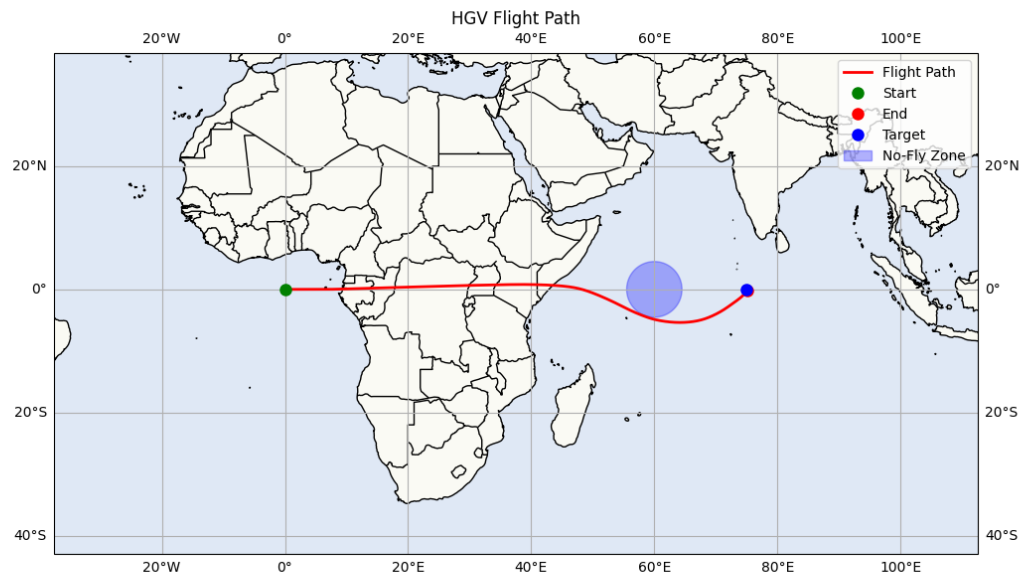 HGV Flight Path
20°W 0° 20°E 40°E 60°E 80°E 100°E
Flight Path
Start
End
Target
No-Fly Zone
20°N 20°N
0° 0°
20°S 20°S
40°S 40°S
20°W 0° 20°E 40°E 60°E 80°E 100°E